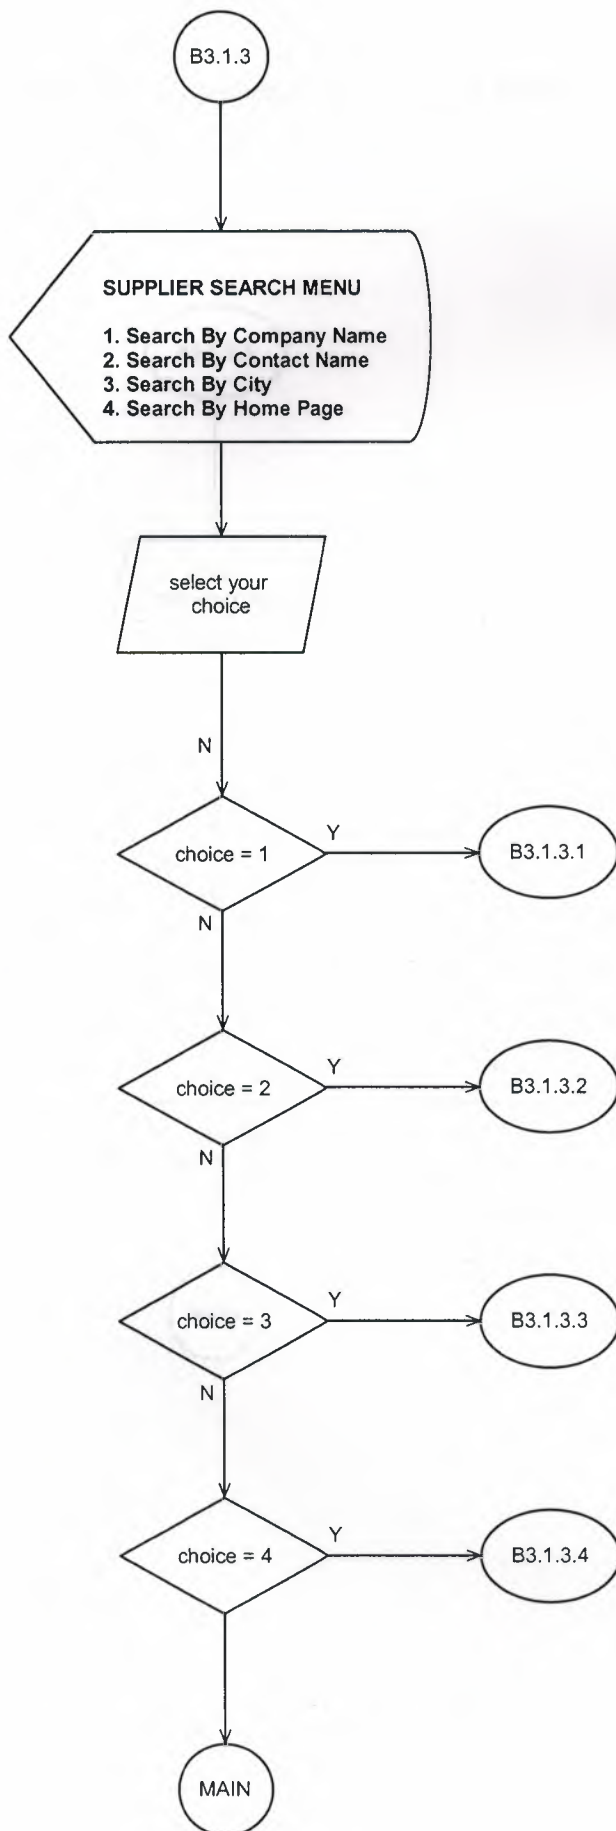 B3.1.3
SUPPLIER SEARCH MENU
1. Search By Company Name
2. Search By Contact Name
3. Search By City
4. Search By Home Page
select your
choice
N
choice = 1
Y
B3.1.3.1
N
choice = 2
Y
B3.1.3.2
N
choice = 3
Y
B3.1.3.3
N
choice = 4
Y
B3.1.3.4
MAIN